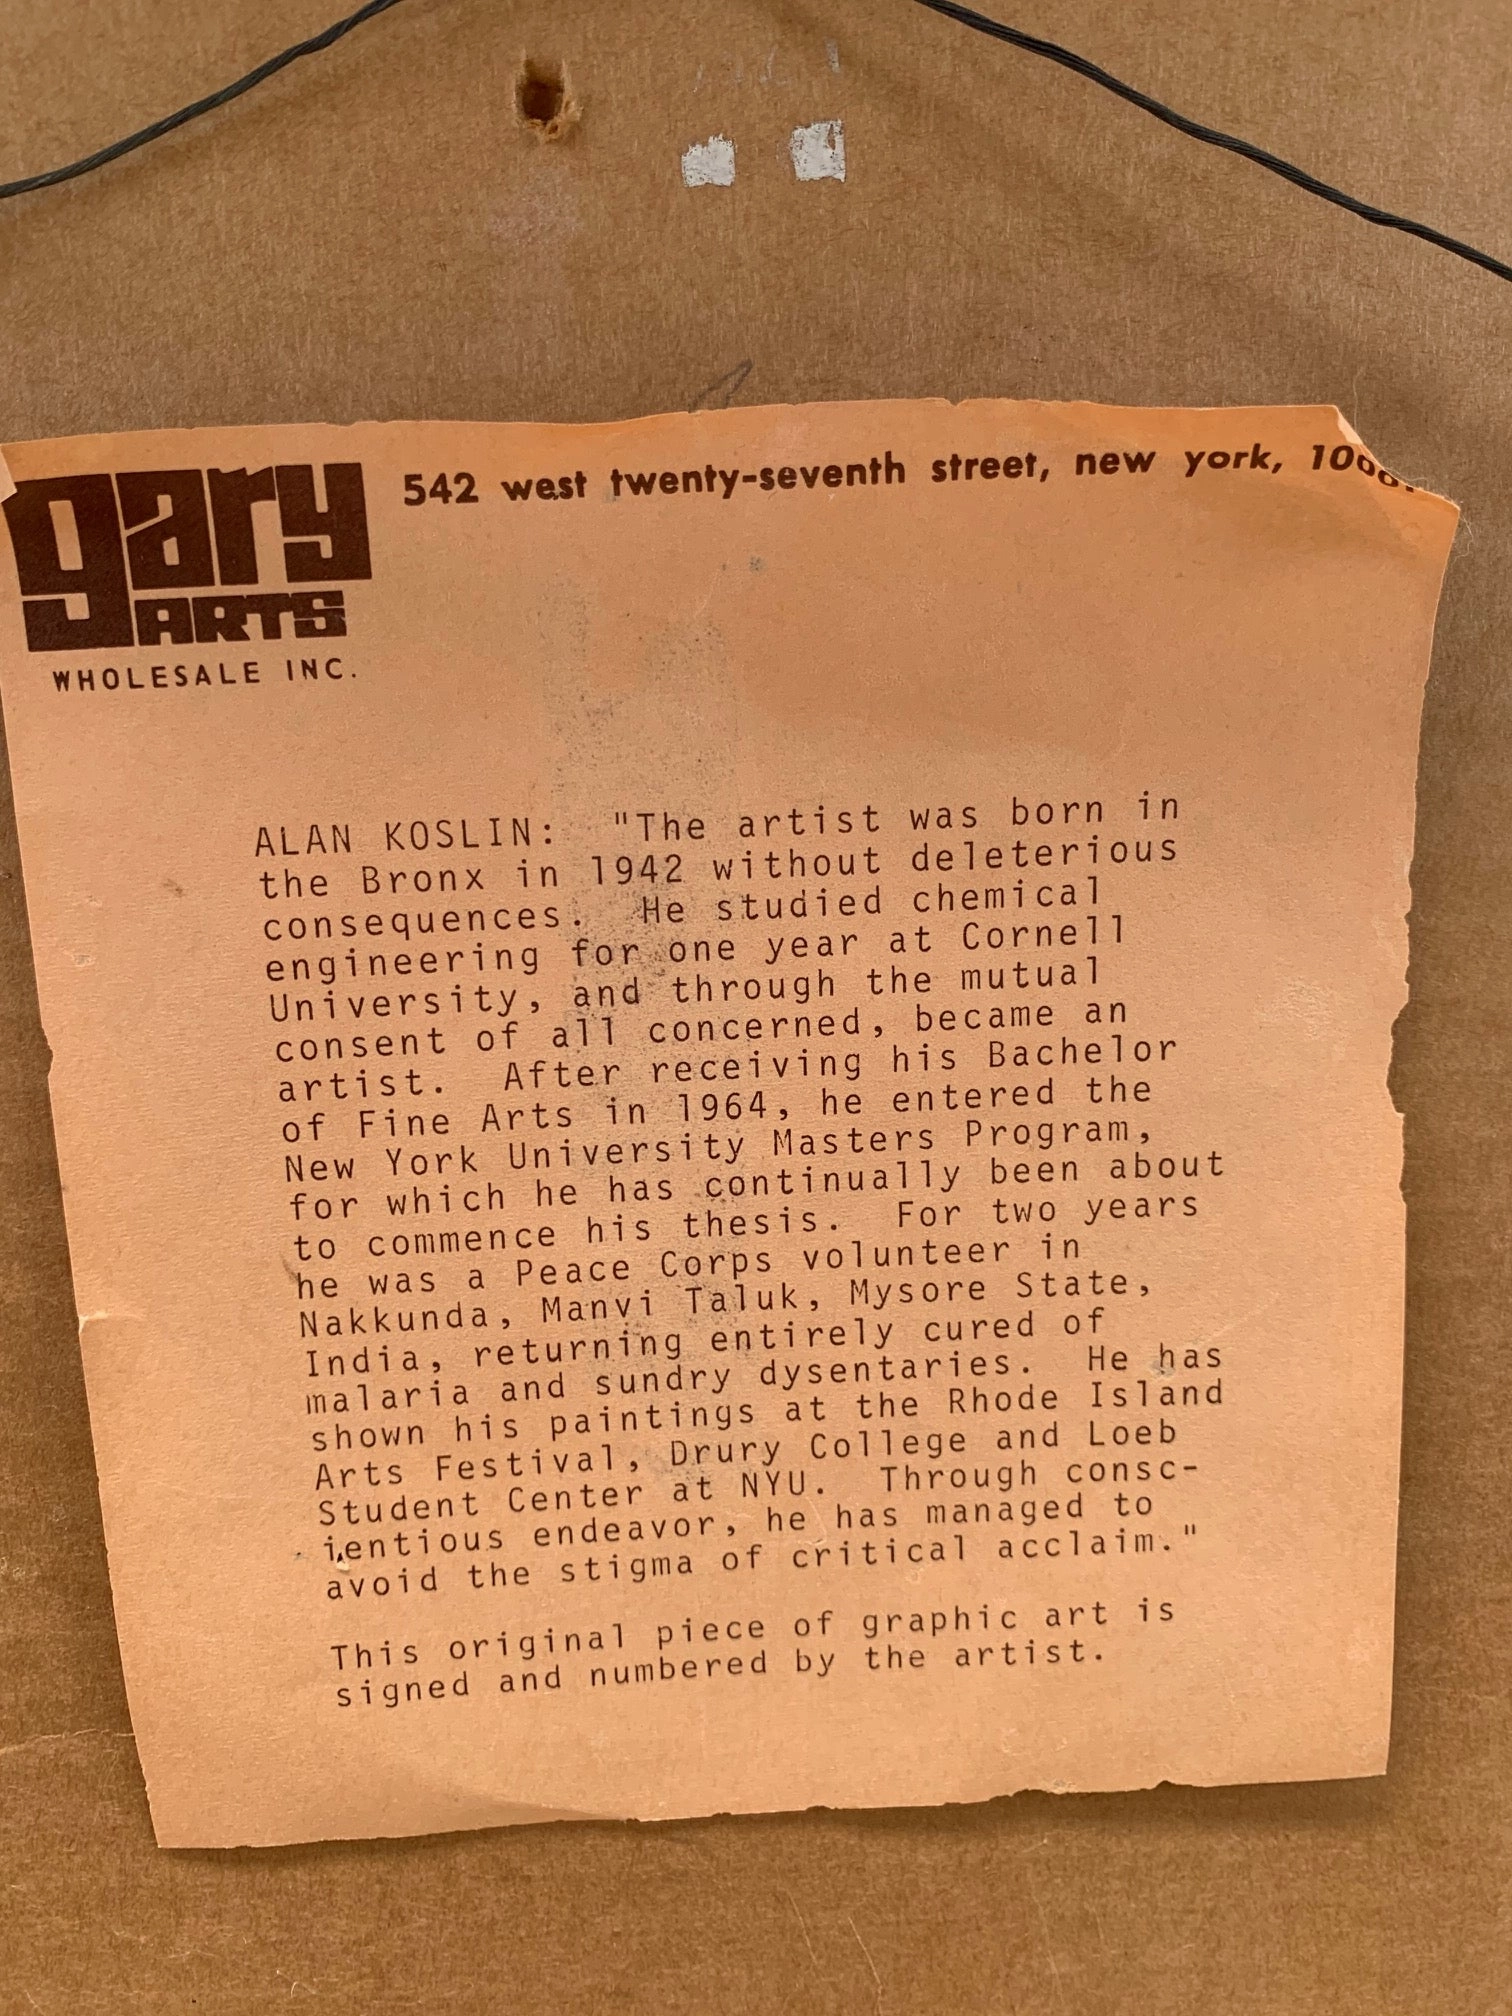 gary ARTS
WHOLESALE INC.
542 west twenty-seventh street, new york,
ALAN KOSLIN: "The artist was born in
the Bronx in 1942 without deleterious
consequences. He studied chemical
engineering for one year at Cornell
University, and through the mutual
consent of all concerned, became an
artist. After receiving his Bachelor
of Fine Arts in 1964, he entered the
New York University Masters Program,
for which he has continually been about
to commence his thesis. For two years
he was a Peace Corps volunteer in
Nakkunda, Manvi Taluk, Mysore State,
India, returning entirely cured of
malaria and sundry dysentaries. He has
shown his paintings at the Rhode Island
Arts Festival, Drury College and Loeb
Student Center at NYU. Through consc-
ientious endeavor, he has managed to
avoid the stigma of critical acclaim."
This original piece of graphic art is
signed and numbered by the artist.